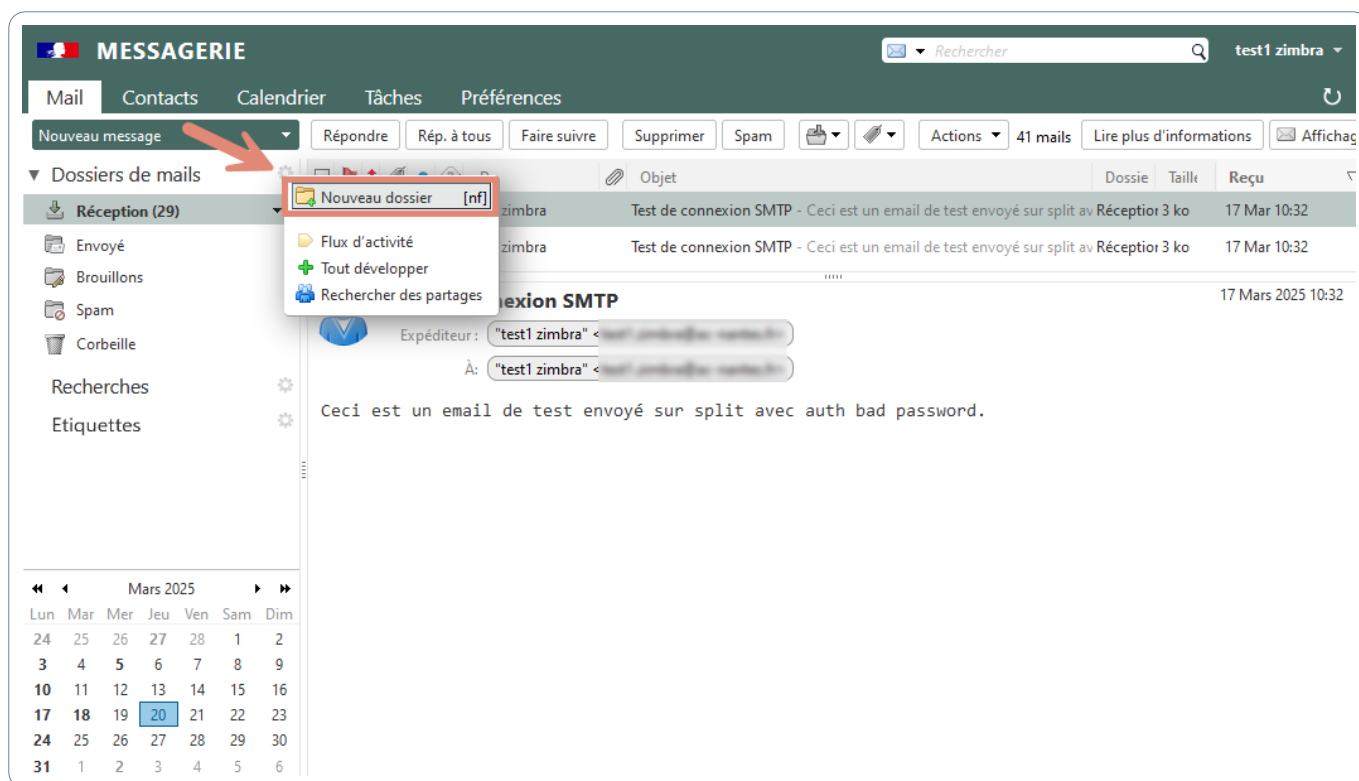 MESSAGERIE
Rechercher
test1 zimbra
Mail Contacts Calendrier Tâches Préférences
Nouveau message Répondre Rép. à tous Faire suivre Supprimer Spam Actions 41 mails Lire plus d'informations Affichag
Dossiers de mails
Objet Dossie Taille Reçu
Nouveau dossier [nf]
Réception (29)
zimbra Test de connexion SMTP - Ceci est un email de test envoyé sur split av Réception 3 ko 17 Mar 10:32
Envoyé
Flux d'activité
zimbra Test de connexion SMTP - Ceci est un email de test envoyé sur split av Réception 3 ko 17 Mar 10:32
Brouillons
Tout développer
Spam
Rechercher des partages
nexion SMTP
17 Mars 2025 10:32
Expéditeur : "test1 zimbra" <
Corbeille
À: "test1 zimbra" <
Recherches
Ceci est un email de test envoyé sur split avec auth bad password.
Etiquettes
Mars 2025
Lun Mar Mer Jeu Ven Sam Dim
24 25 26 27 28 1 2
3 4 5 6 7 8 9
10 11 12 13 14 15 16
17 18 19 20 21 22 23
24 25 26 27 28 29 30
31 1 2 3 4 5 6